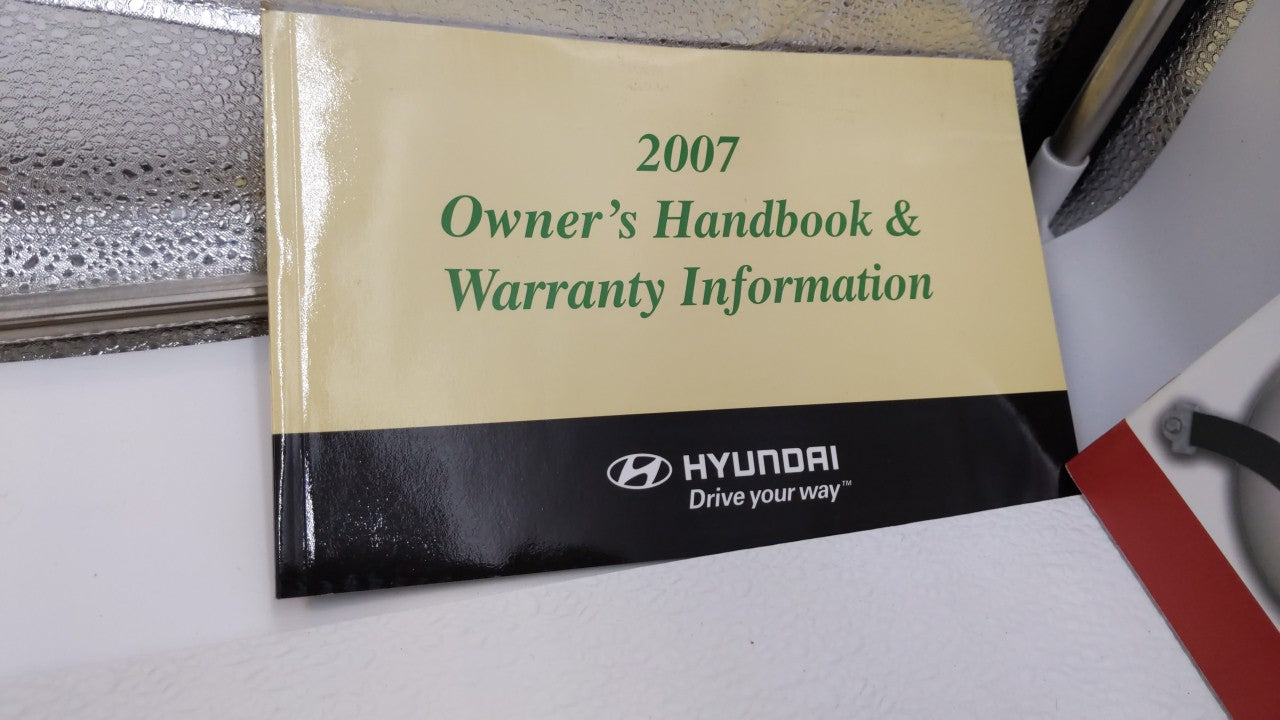 2007
Owner's Handbook &
Warranty Information
HYUNDAI
Drive your way™